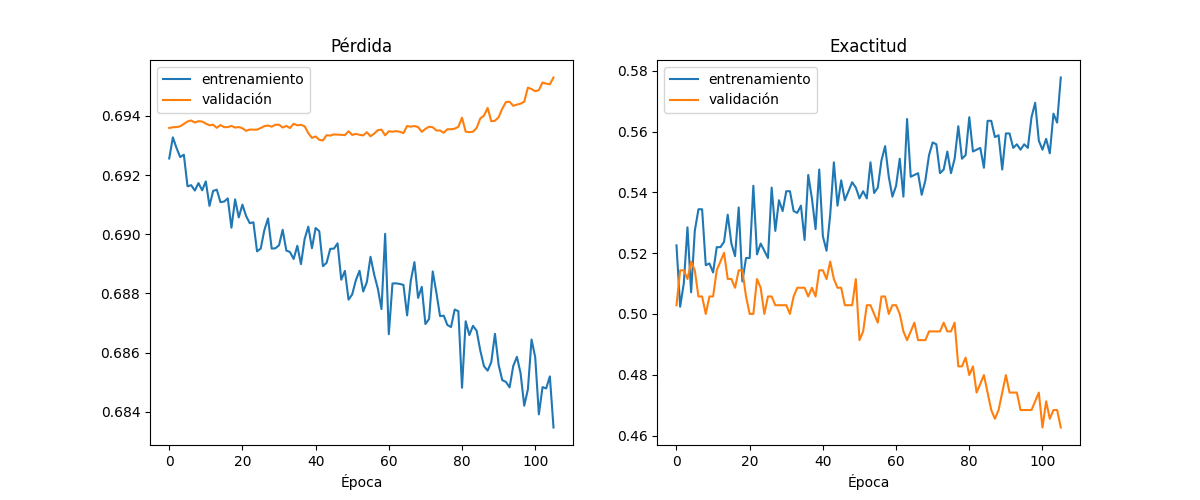 Pérdida
entrenamiento
validación
0.694
0.692
0.690
0.688
0.686
0.684
0 20 40 60 80 100
Época
Exactitud
entrenamiento
validación
0.58
0.56
0.54
0.52
0.50
0.48
0.46
0 20 40 60 80 100
Época